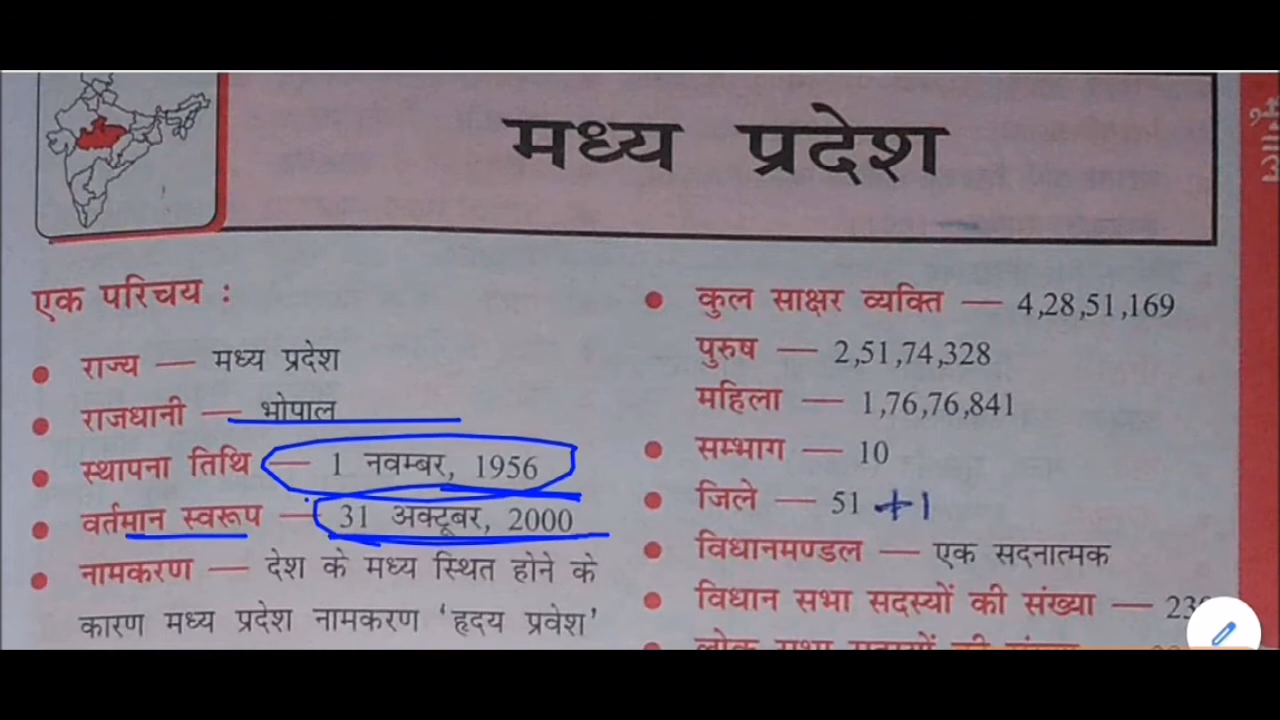 मध्य प्रदेश
भूगोल
एक परिचय :
राज्य — मध्य प्रदेश
राजधानी — भोपाल
स्थापना तिथि — 1 नवम्बर, 1956
वर्तमान स्वरूप — 31 अक्टूबर, 2000
नामकरण — देश के मध्य स्थित होने के
कारण मध्य प्रदेश नामकरण ‘हृदय प्रवेश’
कुल साक्षर व्यक्ति — 4,28,51,169
पुरुष — 2,51,74,328
महिला — 1,76,76,841
सम्भाग — 10
जिले — 51 +1
विधानमण्डल — एक सदनात्मक
विधान सभा सदस्यों की संख्या —